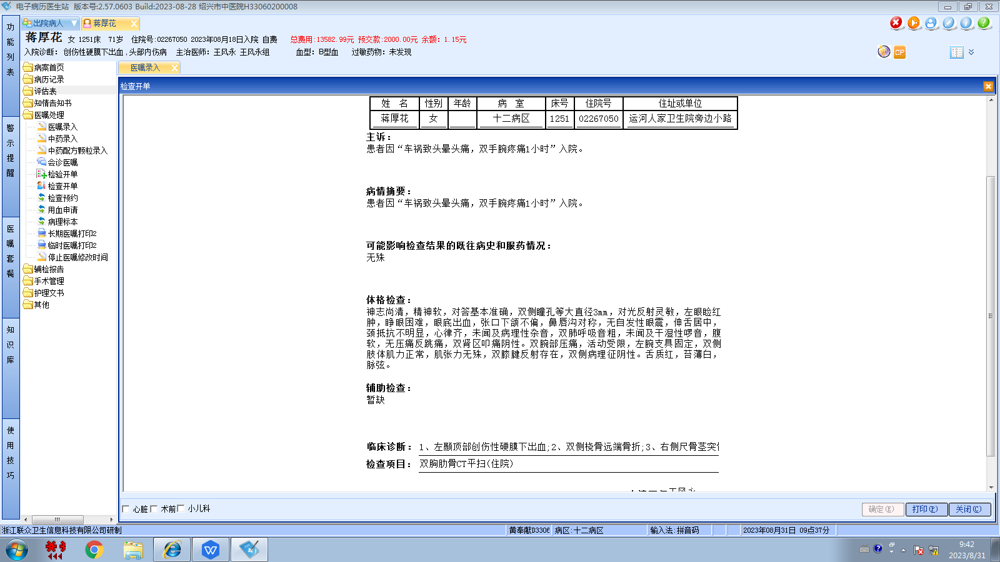 电子病历医生站 版本号:2.57.0603 Build:2023-08-28 绍兴市中医院H33060200008
出院病人
蒋厚花
蒋厚花 女 1251床 71岁 住院号:02267050 2023年08月18日入院 自费 总费用:13582.99元 预交款:2000.00元 余额: 1.15元
入院诊断: 创伤性硬膜下出血,头部内伤病 主治医师: 王风永 王风永组 血型: B型血 过敏药物: 未发现
CP
功能列表
警示提醒
医嘱套餐
知识库
使用技巧
病案首页
病历记录
评估表
知情告知书
医嘱处理
医嘱录入
中药录入
中药配方颗粒录入
会诊医嘱
检验开单
检查开单
检查预约
用血申请
病理标本
长期医嘱打印2
临时医嘱打印2
停止医嘱修改时间
辅检报告
手术管理
护理文书
其他
医嘱录入
检查开单
姓 名 性别 年龄 病 室 床号 住院号 住址或单位
蒋厚花 女 十二病区 1251 02267050 运河人家卫生院旁边小路
主诉:
患者因“车祸致头晕头痛，双手腕疼痛1小时”入院。
病情摘要:
患者因“车祸致头晕头痛，双手腕疼痛1小时”入院。
可能影响检查结果的既往病史和服药情况:
无殊
体格检查:
神志尚清，精神软，对答基本准确，双侧瞳孔等大直径3mm，对光反射灵敏，左眼睑红
肿，睁眼困难，眼底出血，张口下颌不偏，鼻唇沟对称，无自发性眼震，伸舌居中，
颈抵抗不明显，心律齐，未闻及病理性杂音，双肺呼吸音粗，未闻及干湿性啰音，腹
软，无压痛反跳痛，双肾区叩痛阴性。双腕部压痛，活动受限，左腕支具固定，双侧
肢体肌力正常，肌张力无殊，双膝腱反射存在，双侧病理征阴性。舌质红，苔薄白，
脉弦。
辅助检查:
暂缺
临床诊断: 1、左颞顶部创伤性硬膜下出血;2、双侧桡骨远端骨折;3、右侧尺骨茎突
检查项目: 双胸肋骨CT平扫(住院)
心脏 术前 小儿科
确定(E) 打印(P) 关闭(C)
浙江联众卫生信息科技有限公司研制 黄奉献D3306 病区:十二病区 输入法:拼音码 2023年08月31日 09点37分
9:42
2023/8/31